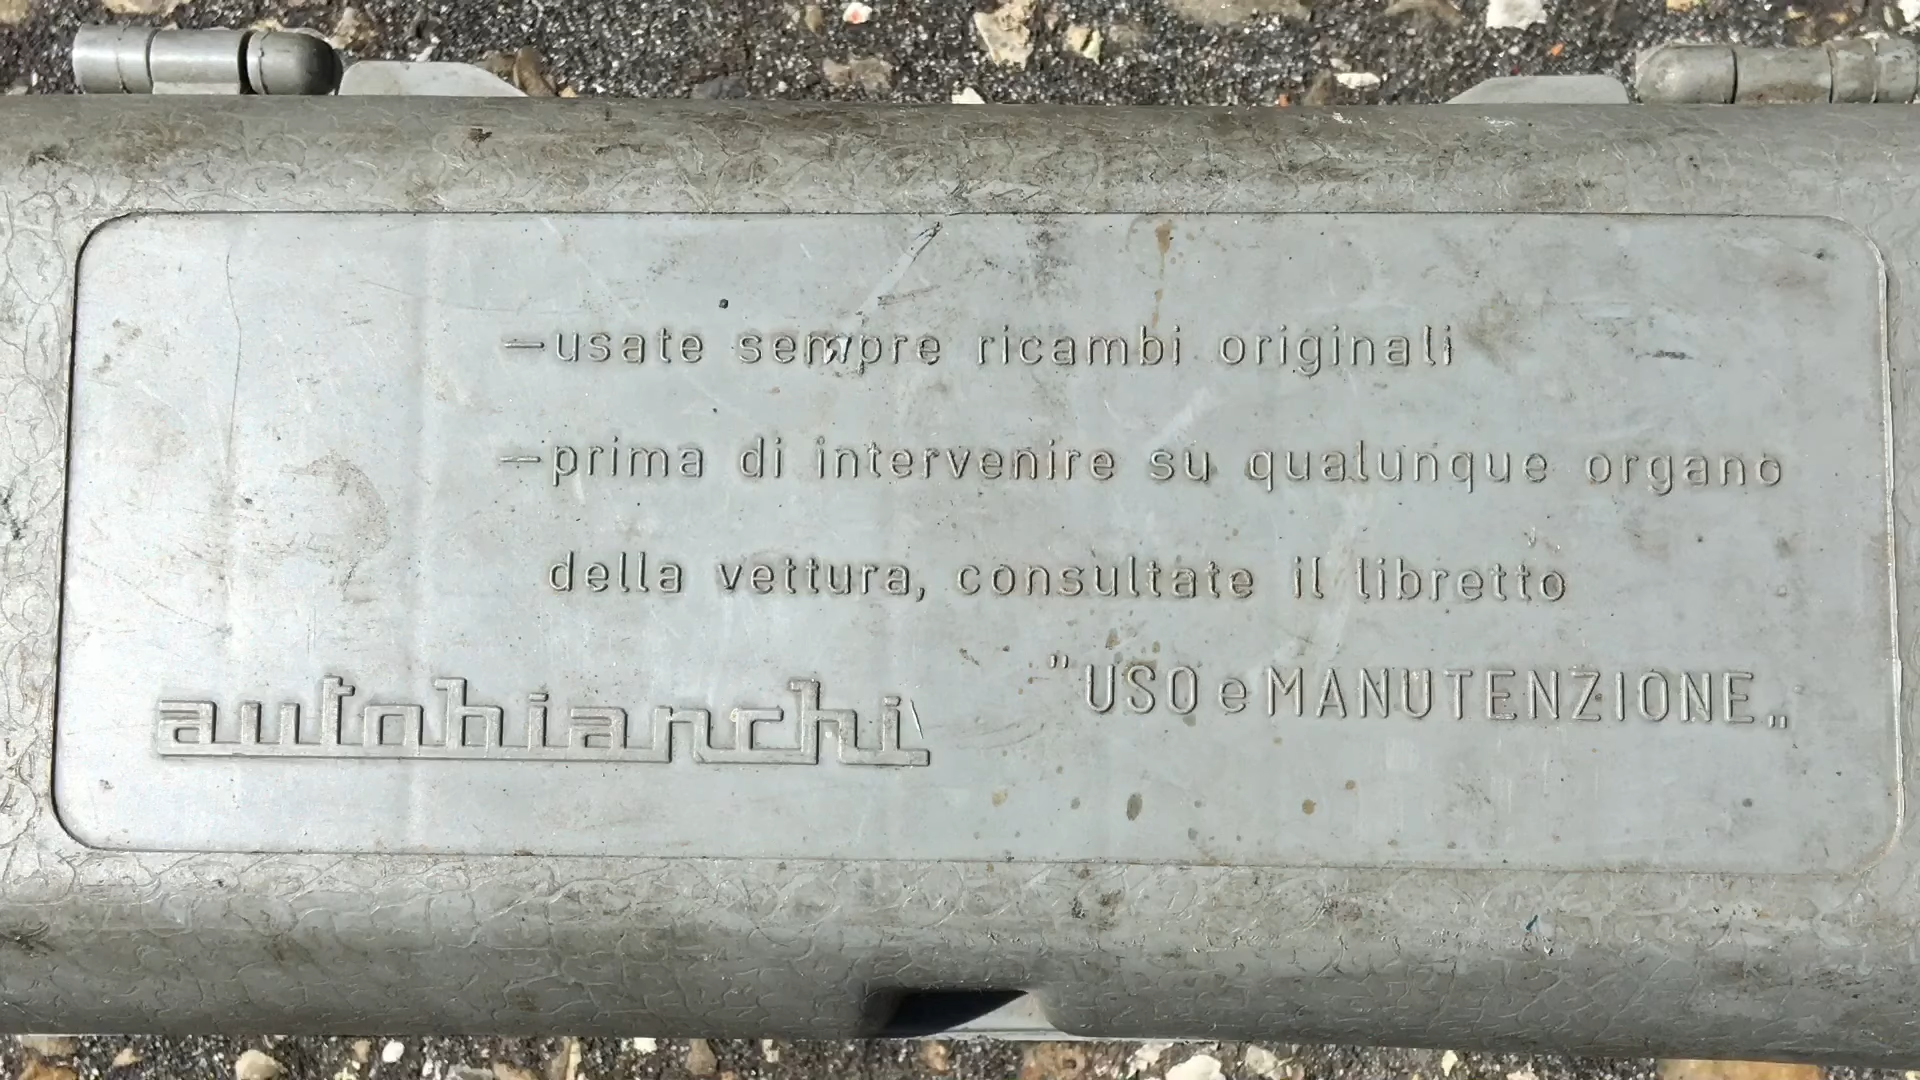 —usate sempre ricambi originali
—prima di intervenire su qualunque organo
della vettura, consultate il libretto
"USO e MANUTENZIONE„
autobianchi